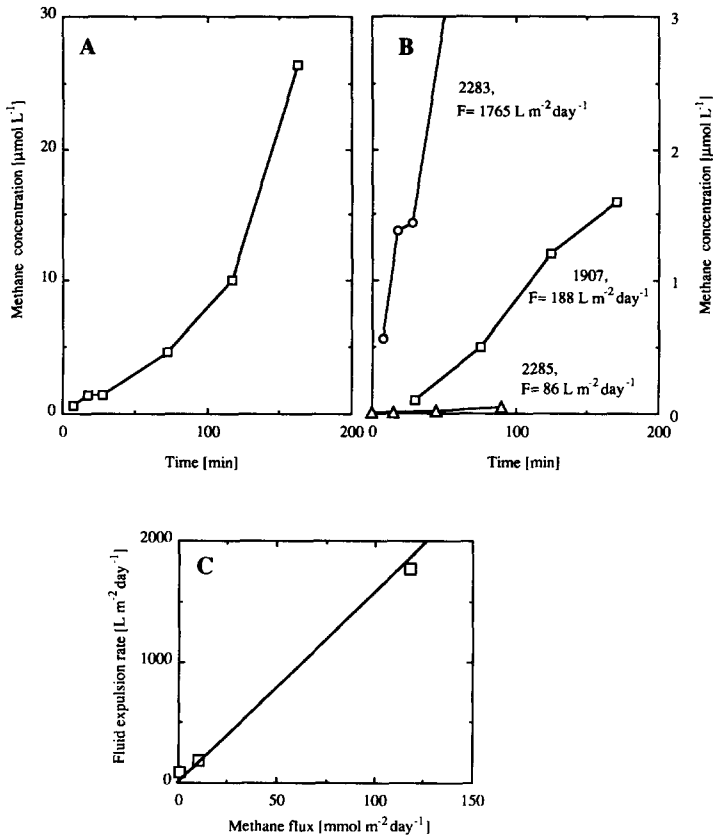 30
20
10
0
Methane concentration [µmol L⁻¹]
A
0
100
200
Time [min]
B
2283,
F= 1765 L m⁻² day⁻¹
1907,
F= 188 L m⁻² day⁻¹
2285,
F= 86 L m⁻² day⁻¹
0
100
200
Time [min]
3
2
1
0
Methane concentration [µmol L⁻¹]
2000
1000
0
Fluid expulsion rate [L m⁻² day⁻¹]
C
0
50
100
150
Methane flux [mmol m⁻² day⁻¹]